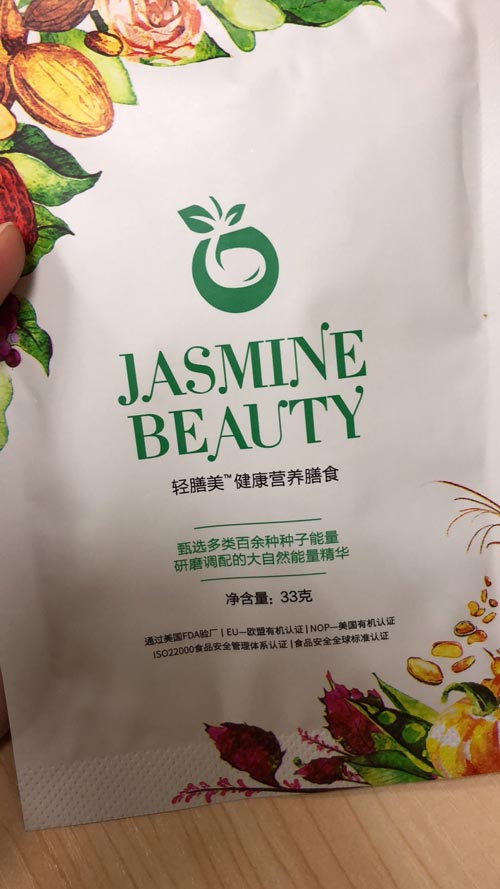 JASMINE
BEAUTY
轻膳美™健康营养膳食
甄选多类百余种种子能量
研磨调配的大自然能量精华
净含量：33克
通过美国FDA验厂 | EU—欧盟有机认证 | NOP—美国有机认证
ISO22000食品安全管理体系认证 | 食品安全全球标准认证